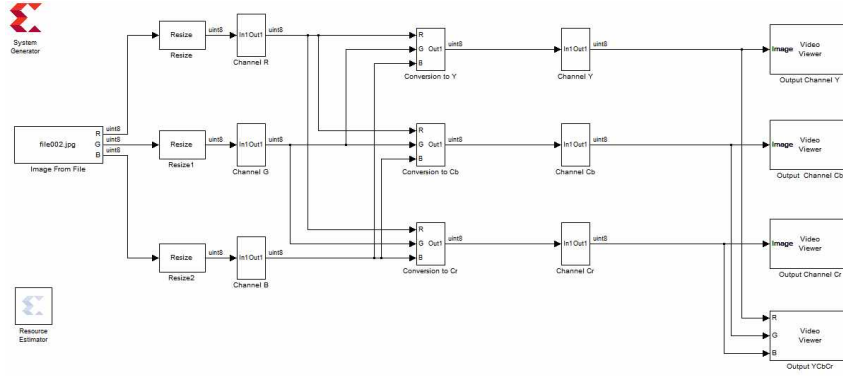 System
Generator
file002.jpg
R
G
B
uint8
uint8
uint8
Image From File
Resize
uint8
Resize
In1 Out1
uint8
Channel R
Resize
uint8
Resize1
In1 Out1
uint8
Channel G
Resize
uint8
Resize2
In1 Out1
uint8
Channel B
R
G Out1
B
uint8
Conversion to Y
R
G Out1
B
uint8
Conversion to Cb
R
G Out1
B
uint8
Conversion to Cr
In1 Out1
uint8
Channel Y
In1 Out1
uint8
Channel Cb
In1 Out1
uint8
Channel Cr
Image
Video
Viewer
Output Channel Y
Image
Video
Viewer
Output Channel Cb
Image
Video
Viewer
Output Channel Cr
R
G
B
Video
Viewer
Output YCbCr
Resource
Estimator